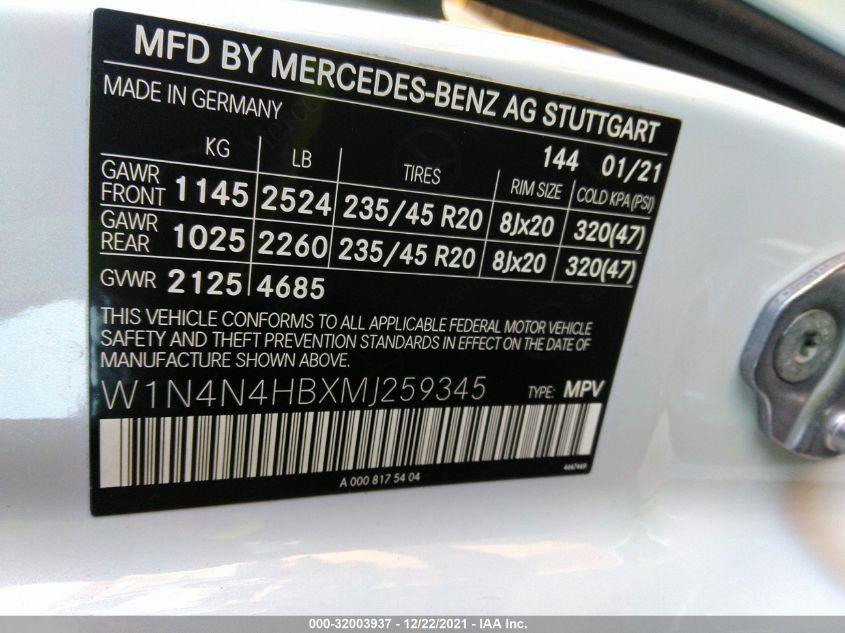 MFD BY MERCEDES-BENZ AG STUTTGART
MADE IN GERMANY 144 01/21
KG LB TIRES RIM SIZE COLD KPA (PSI)
GAWR FRONT 1145 2524 235/45 R20 8Jx20 320(47)
GAWR REAR 1025 2260 235/45 R20 8Jx20 320(47)
GVWR 2125 4685
THIS VEHICLE CONFORMS TO ALL APPLICABLE FEDERAL MOTOR VEHICLE
SAFETY AND THEFT PREVENTION STANDARDS IN EFFECT ON THE DATE OF
MANUFACTURE SHOWN ABOVE.
W1N4N4HBXMJ259345 TYPE: MPV
A 000 817 54 04
000-32003937 - 12/22/2021 - IAA Inc.